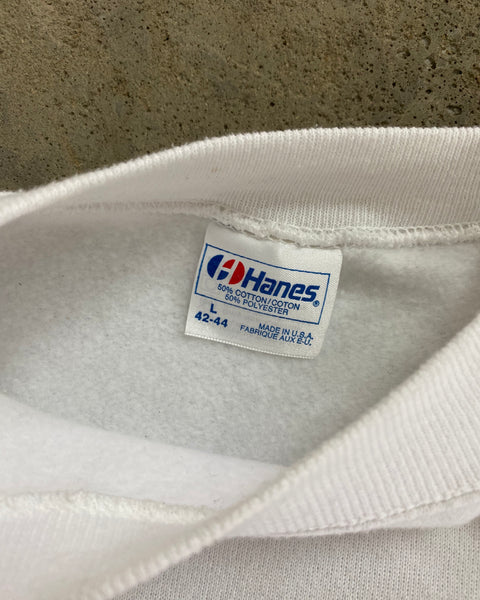 Hanes®
50% COTTON/COTON
50% POLYESTER
L
42-44
MADE IN U.S.A.
FABRIQUE AUX E-U.